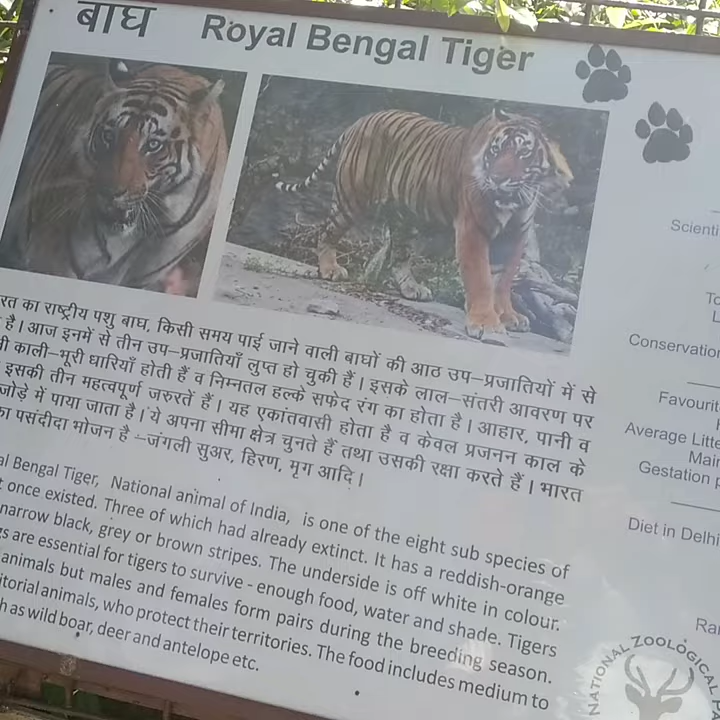 बाघ Royal Bengal Tiger
रत का राष्ट्रीय पशु बाघ, किसी समय पाई जाने वाली बाघों की आठ उप–प्रजातियों में से
है। आज इनमें से तीन उप–प्रजातियाँ लुप्त हो चुकी हैं। इसके लाल–संतरी आवरण पर
ी काली–भूरी धारियाँ होती हैं व निम्नतल हल्के सफेद रंग का होता है। आहार, पानी व
इसकी तीन महत्वपूर्ण जरुरतें हैं। यह एकांतवासी होता है व केवल प्रजनन काल के
जोड़े में पाया जाता है। ये अपना सीमा क्षेत्र चुनते हैं तथा उसकी रक्षा करते हैं। भारत
ा पसंदीदा भोजन है :–जंगली सुअर, हिरण, मृग आदि।
al Bengal Tiger, National animal of India, is one of the eight sub species of
t once existed. Three of which had already extinct. It has a reddish-orange
narrow black, grey or brown stripes. The underside is off white in colour.
gs are essential for tigers to survive - enough food, water and shade. Tigers
animals but males and females form pairs during the breeding season.
itorial animals, who protect their territories. The food includes medium to
h as wild boar, deer and antelope etc.
Scienti
To
L
Conservation
Favourit
H
Average Litte
Main
Gestation p
Diet in Delhi
Ran
NATIONAL ZOOLOGICAL PA